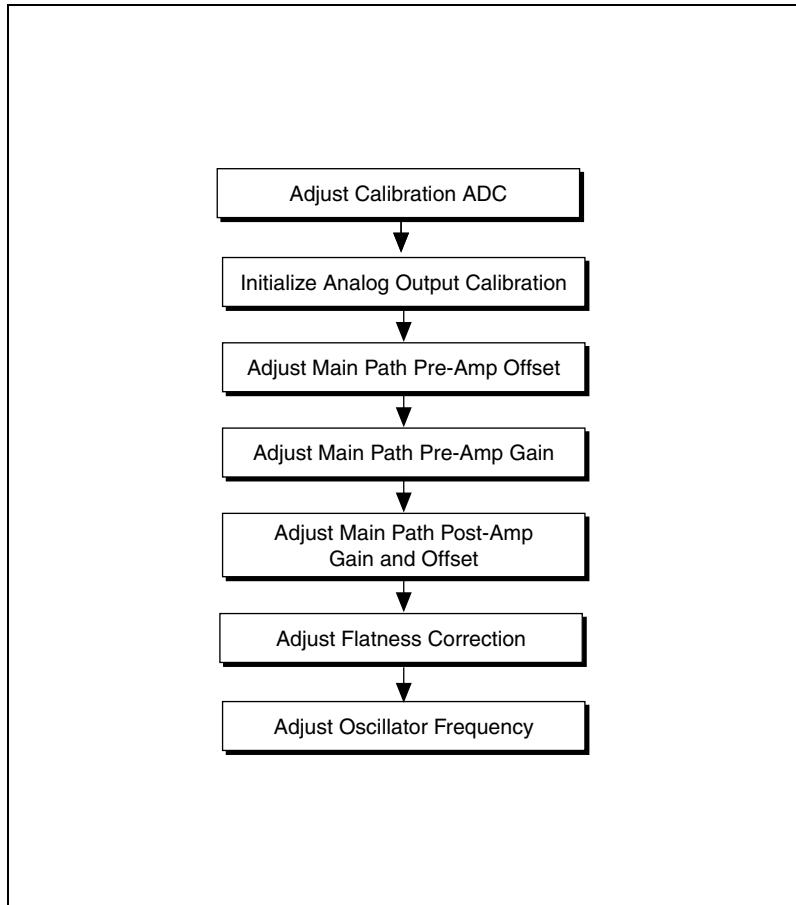 Adjust Calibration ADC
Initialize Analog Output Calibration
Adjust Main Path Pre-Amp Offset
Adjust Main Path Pre-Amp Gain
Adjust Main Path Post-Amp
Gain and Offset
Adjust Flatness Correction
Adjust Oscillator Frequency